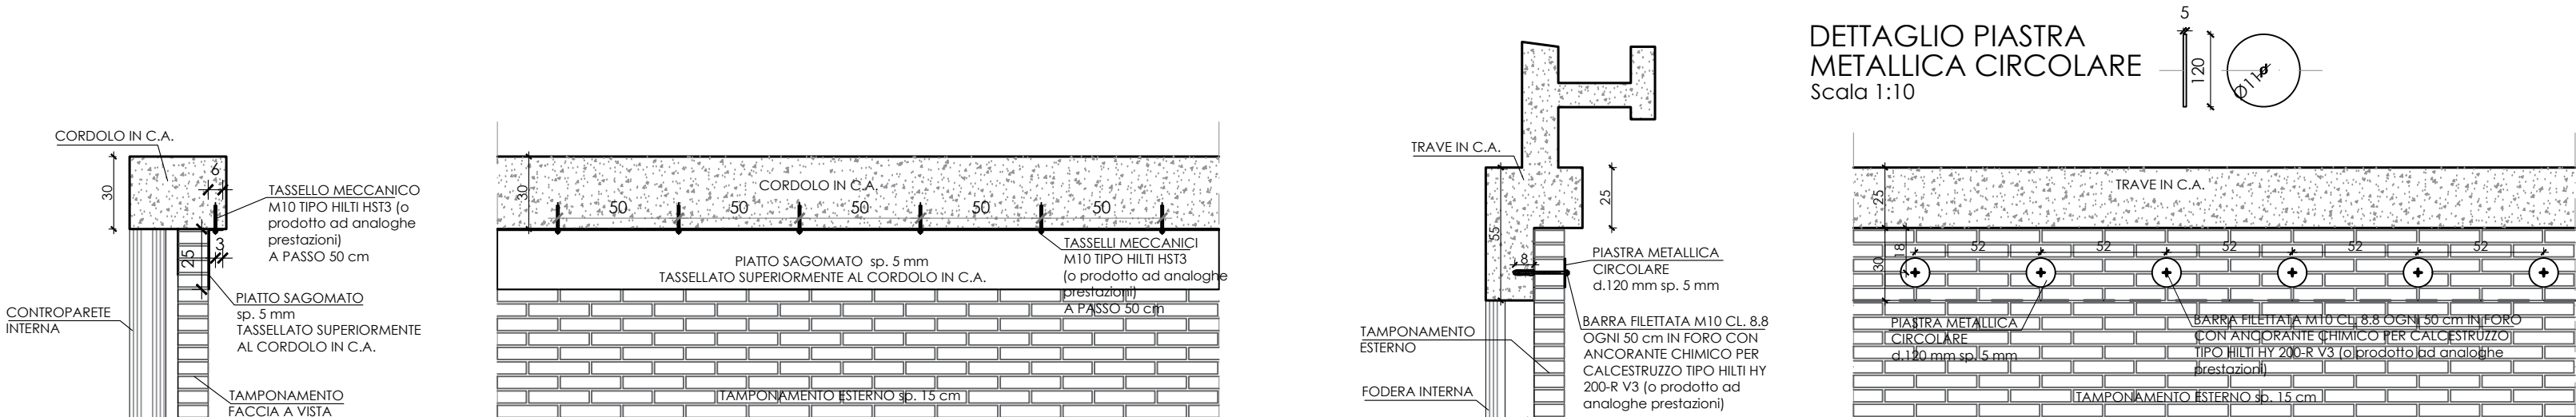 CORDOLO IN C.A.
30
6
TASSELLO MECCANICO
M10 TIPO HILTI HST3 (o
prodotto ad analoghe
prestazioni)
A PASSO 50 cm
3
25
PIATTO SAGOMATO
sp. 5 mm
TASSELLATO SUPERIORMENTE
AL CORDOLO IN C.A.
CONTROPARETE
INTERNA
TAMPONAMENTO
FACCIA A VISTA
30
CORDOLO IN C.A.
50
50
50
50
50
TASSELLI MECCANICI
M10 TIPO HILTI HST3
(o prodotto ad analoghe
prestazioni)
A PASSO 50 cm
PIATTO SAGOMATO sp. 5 mm
TASSELLATO SUPERIORMENTE AL CORDOLO IN C.A.
TAMPONAMENTO ESTERNO sp. 15 cm
TRAVE IN C.A.
25
55
8
PIASTRA METALLICA
CIRCOLARE
d.120 mm sp. 5 mm
BARRA FILETTATA M10 CL. 8.8
OGNI 50 cm IN FORO CON
ANCORANTE CHIMICO PER
CALCESTRUZZO TIPO HILTI HY
200-R V3 (o prodotto ad
analoghe prestazioni)
TAMPONAMENTO
ESTERNO
FODERA INTERNA
DETTAGLIO PIASTRA
METALLICA CIRCOLARE
Scala 1:10
5
120
Ø11
TRAVE IN C.A.
25
30
18
52
52
52
52
52
PIASTRA METALLICA
CIRCOLARE
d.120 mm sp. 5 mm
BARRA FILETTATA M10 CL. 8.8 OGNI 50 cm IN FORO
CON ANCORANTE CHIMICO PER CALCESTRUZZO
TIPO HILTI HY 200-R V3 (o prodotto ad analoghe
prestazioni)
TAMPONAMENTO ESTERNO sp. 15 cm